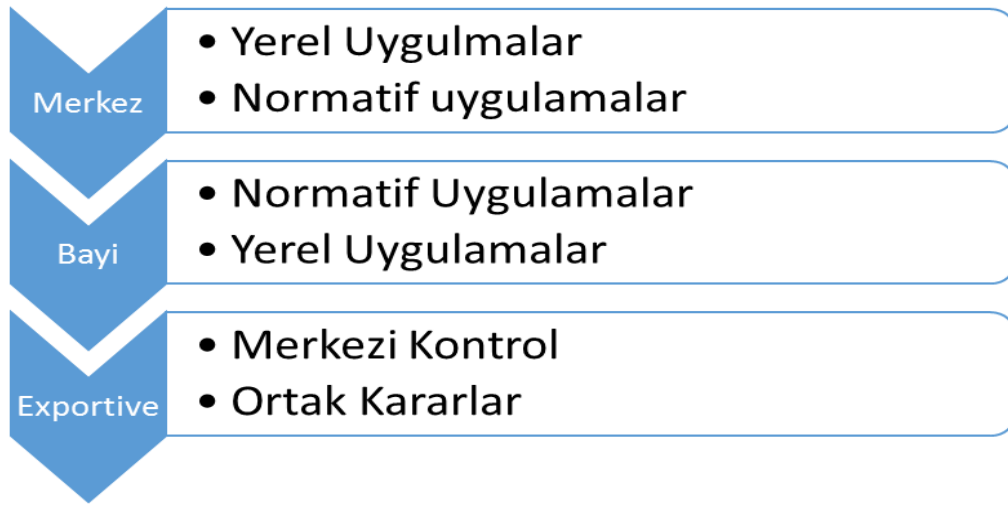 Merkez
• Yerel Uygulmalar
• Normatif uygulamalar
Bayi
• Normatif Uygulamalar
• Yerel Uygulamalar
Exportive
• Merkezi Kontrol
• Ortak Kararlar